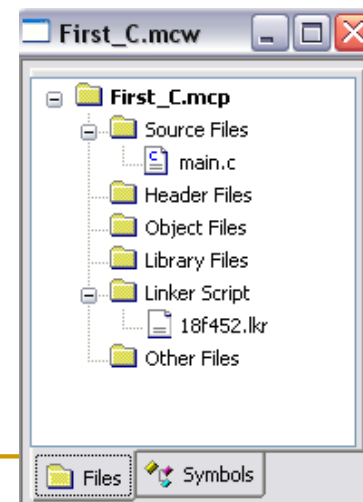 First_C.mcw
First_C.mcp
Source Files
main.c
Header Files
Object Files
Library Files
Linker Script
18f452.lkr
Other Files
Files Symbols